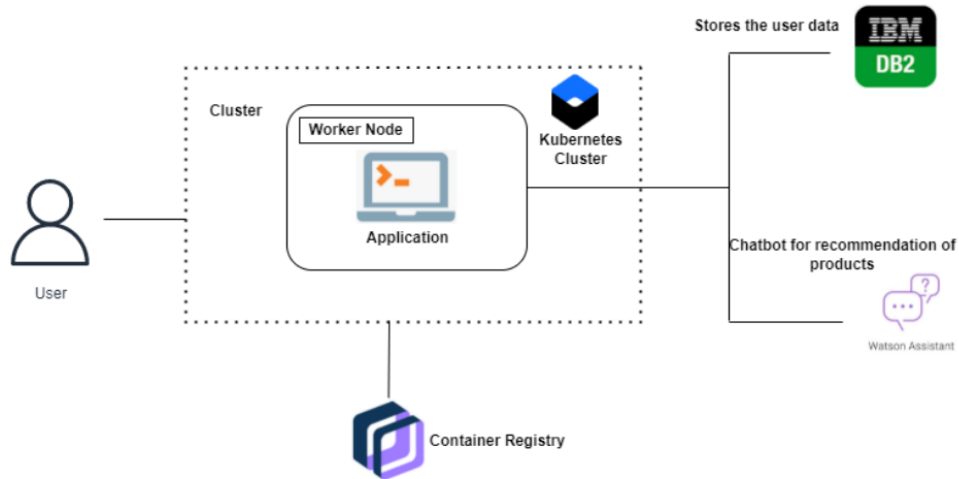 Stores the user data
IBM
DB2
Cluster
Worker Node
Kubernetes
Cluster
Application
User
Chatbot for recommendation of
products
?
Watson Assistant
Container Registry